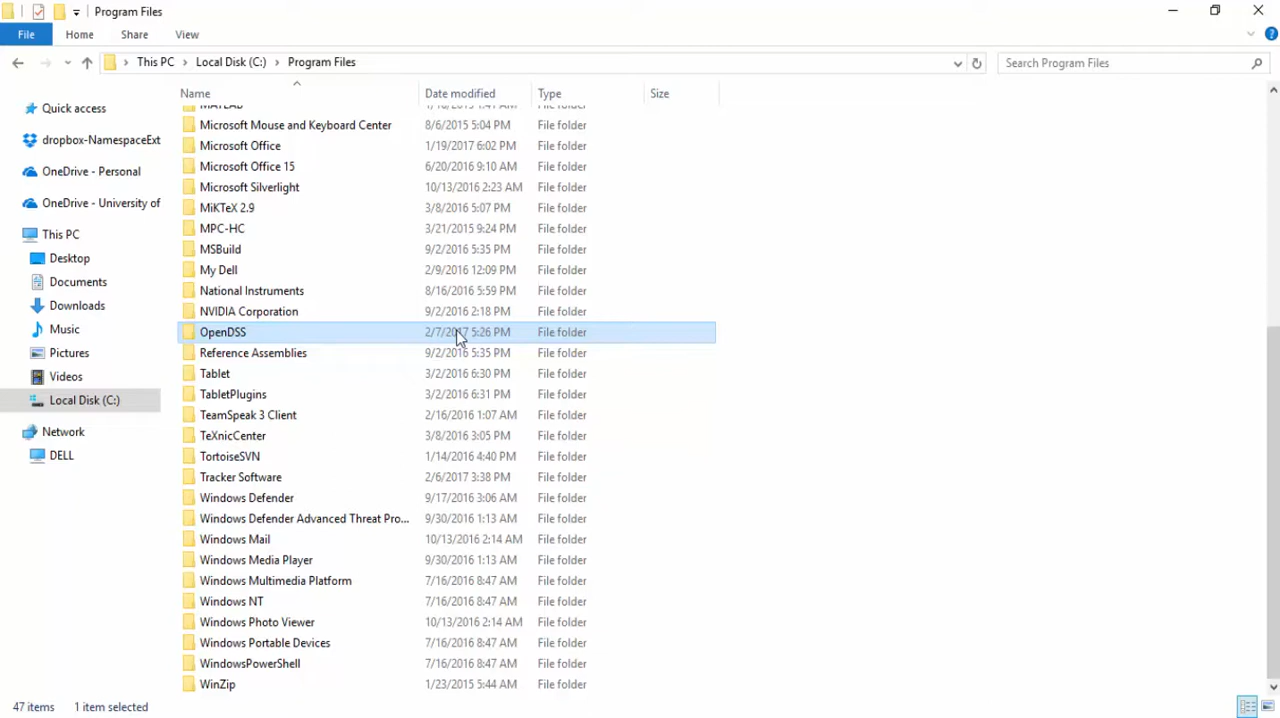 Program Files
File Home Share View
This PC Local Disk (C:) Program Files Search Program Files
Name Date modified Type Size
Quick access
dropbox-NamespaceExt
OneDrive - Personal
OneDrive - University of
This PC
Desktop
Documents
Downloads
Music
Pictures
Videos
Local Disk (C:)
Network
DELL
MATLAB File folder
Microsoft Mouse and Keyboard Center 8/6/2015 5:04 PM File folder
Microsoft Office 1/19/2017 6:02 PM File folder
Microsoft Office 15 6/20/2016 9:10 AM File folder
Microsoft Silverlight 10/13/2016 2:23 AM File folder
MiKTeX 2.9 3/8/2016 5:07 PM File folder
MPC-HC 3/21/2015 9:24 PM File folder
MSBuild 9/2/2016 5:35 PM File folder
My Dell 2/9/2016 12:09 PM File folder
National Instruments 8/16/2016 5:59 PM File folder
NVIDIA Corporation 9/2/2016 2:18 PM File folder
OpenDSS 2/7/2017 5:26 PM File folder
Reference Assemblies 9/2/2016 5:35 PM File folder
Tablet 3/2/2016 6:30 PM File folder
TabletPlugins 3/2/2016 6:31 PM File folder
TeamSpeak 3 Client 2/16/2016 1:07 AM File folder
TeXnicCenter 3/8/2016 3:05 PM File folder
TortoiseSVN 1/14/2016 4:40 PM File folder
Tracker Software 2/6/2017 3:38 PM File folder
Windows Defender 9/17/2016 3:06 AM File folder
Windows Defender Advanced Threat Pro... 9/30/2016 1:13 AM File folder
Windows Mail 10/13/2016 2:14 AM File folder
Windows Media Player 9/30/2016 1:13 AM File folder
Windows Multimedia Platform 7/16/2016 8:47 AM File folder
Windows NT 7/16/2016 8:47 AM File folder
Windows Photo Viewer 10/13/2016 2:14 AM File folder
Windows Portable Devices 7/16/2016 8:47 AM File folder
WindowsPowerShell 7/16/2016 8:47 AM File folder
WinZip 1/23/2015 5:44 AM File folder
47 items 1 item selected